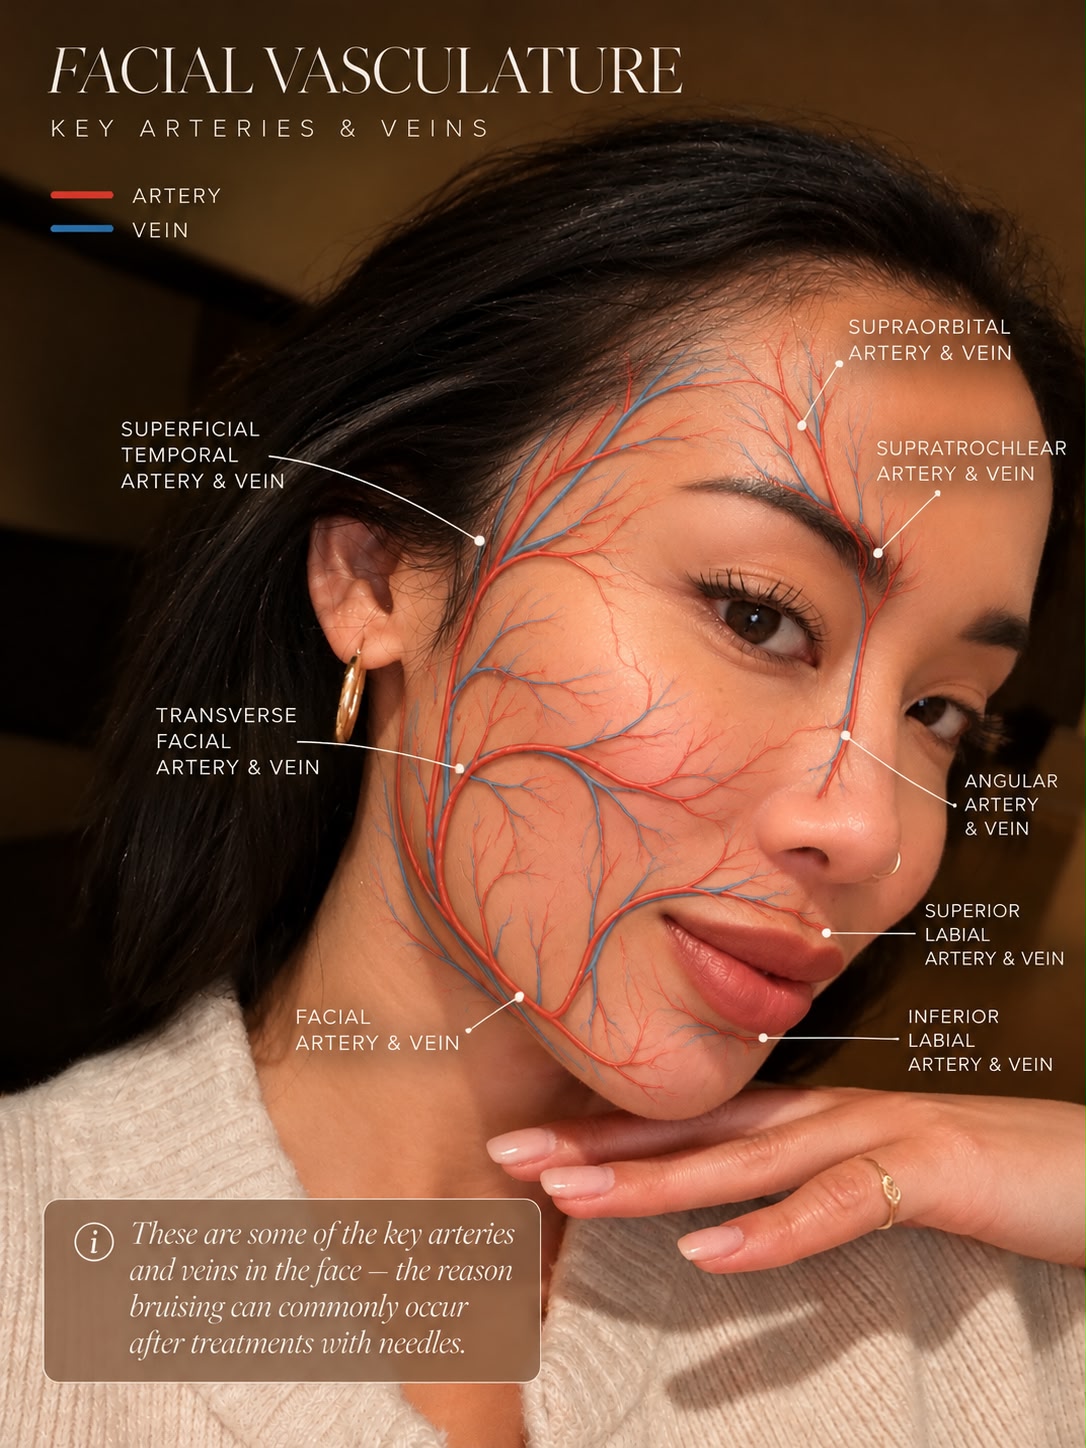 FACIAL VASCULATURE
KEY ARTERIES & VEINS
ARTERY
VEIN
SUPRAORBITAL
ARTERY & VEIN
SUPERFICIAL
TEMPORAL
ARTERY & VEIN
SUPRATROCHLEAR
ARTERY & VEIN
TRANSVERSE
FACIAL
ARTERY & VEIN
ANGULAR
ARTERY
& VEIN
SUPERIOR
LABIAL
ARTERY & VEIN
FACIAL
ARTERY & VEIN
INFERIOR
LABIAL
ARTERY & VEIN
i
These are some of the key arteries
and veins in the face — the reason
bruising can commonly occur
after treatments with needles.